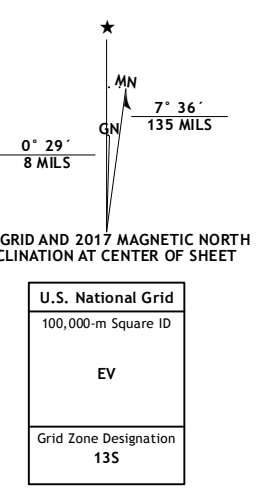 ★
MN
GN
7° 36´
135 MILS
0° 29´
8 MILS
GRID AND 2017 MAGNETIC NORTH
CLINATION AT CENTER OF SHEET
U.S. National Grid
100,000-m Square ID
EV
Grid Zone Designation
13S